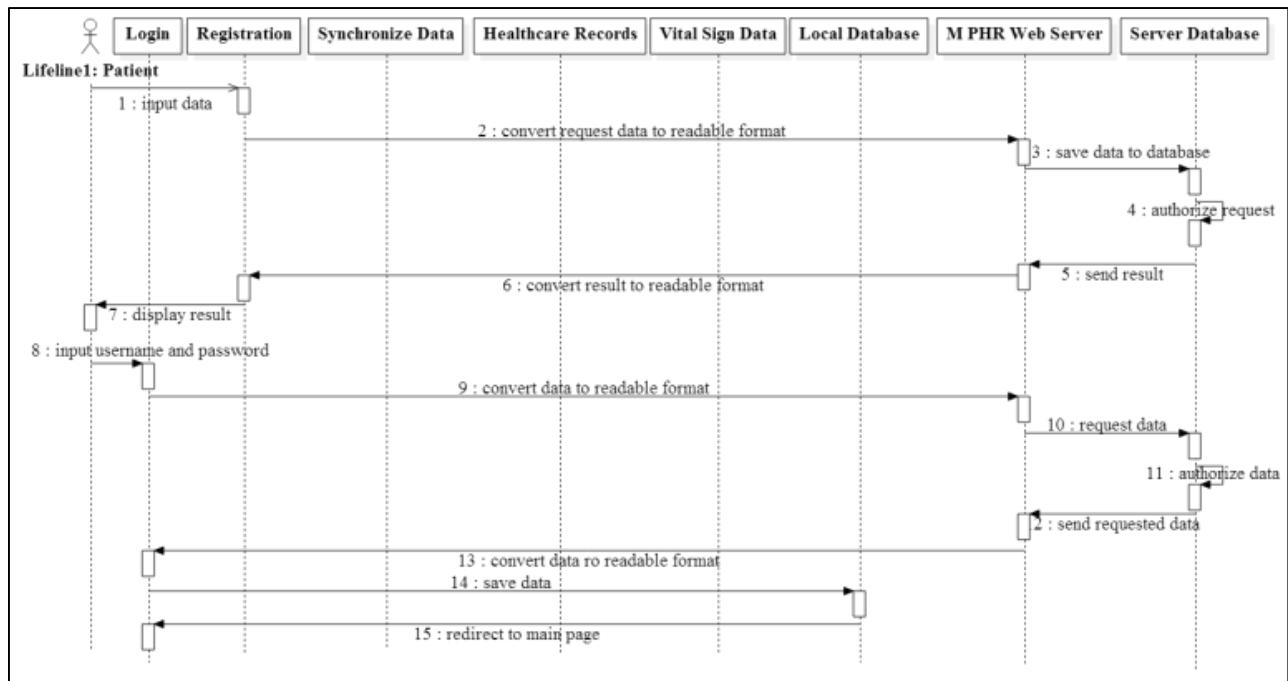 Login
Registration
Synchronize Data
Healthcare Records
Vital Sign Data
Local Database
M PHR Web Server
Server Database
Lifeline1: Patient
1 : input data
2 : convert request data to readable format
3 : save data to database
4 : authorize request
5 : send result
6 : convert result to readable format
7 : display result
8 : input username and password
9 : convert data to readable format
10 : request data
11 : authorize data
2 : send requested data
13 : convert data ro readable format
14 : save data
15 : redirect to main page